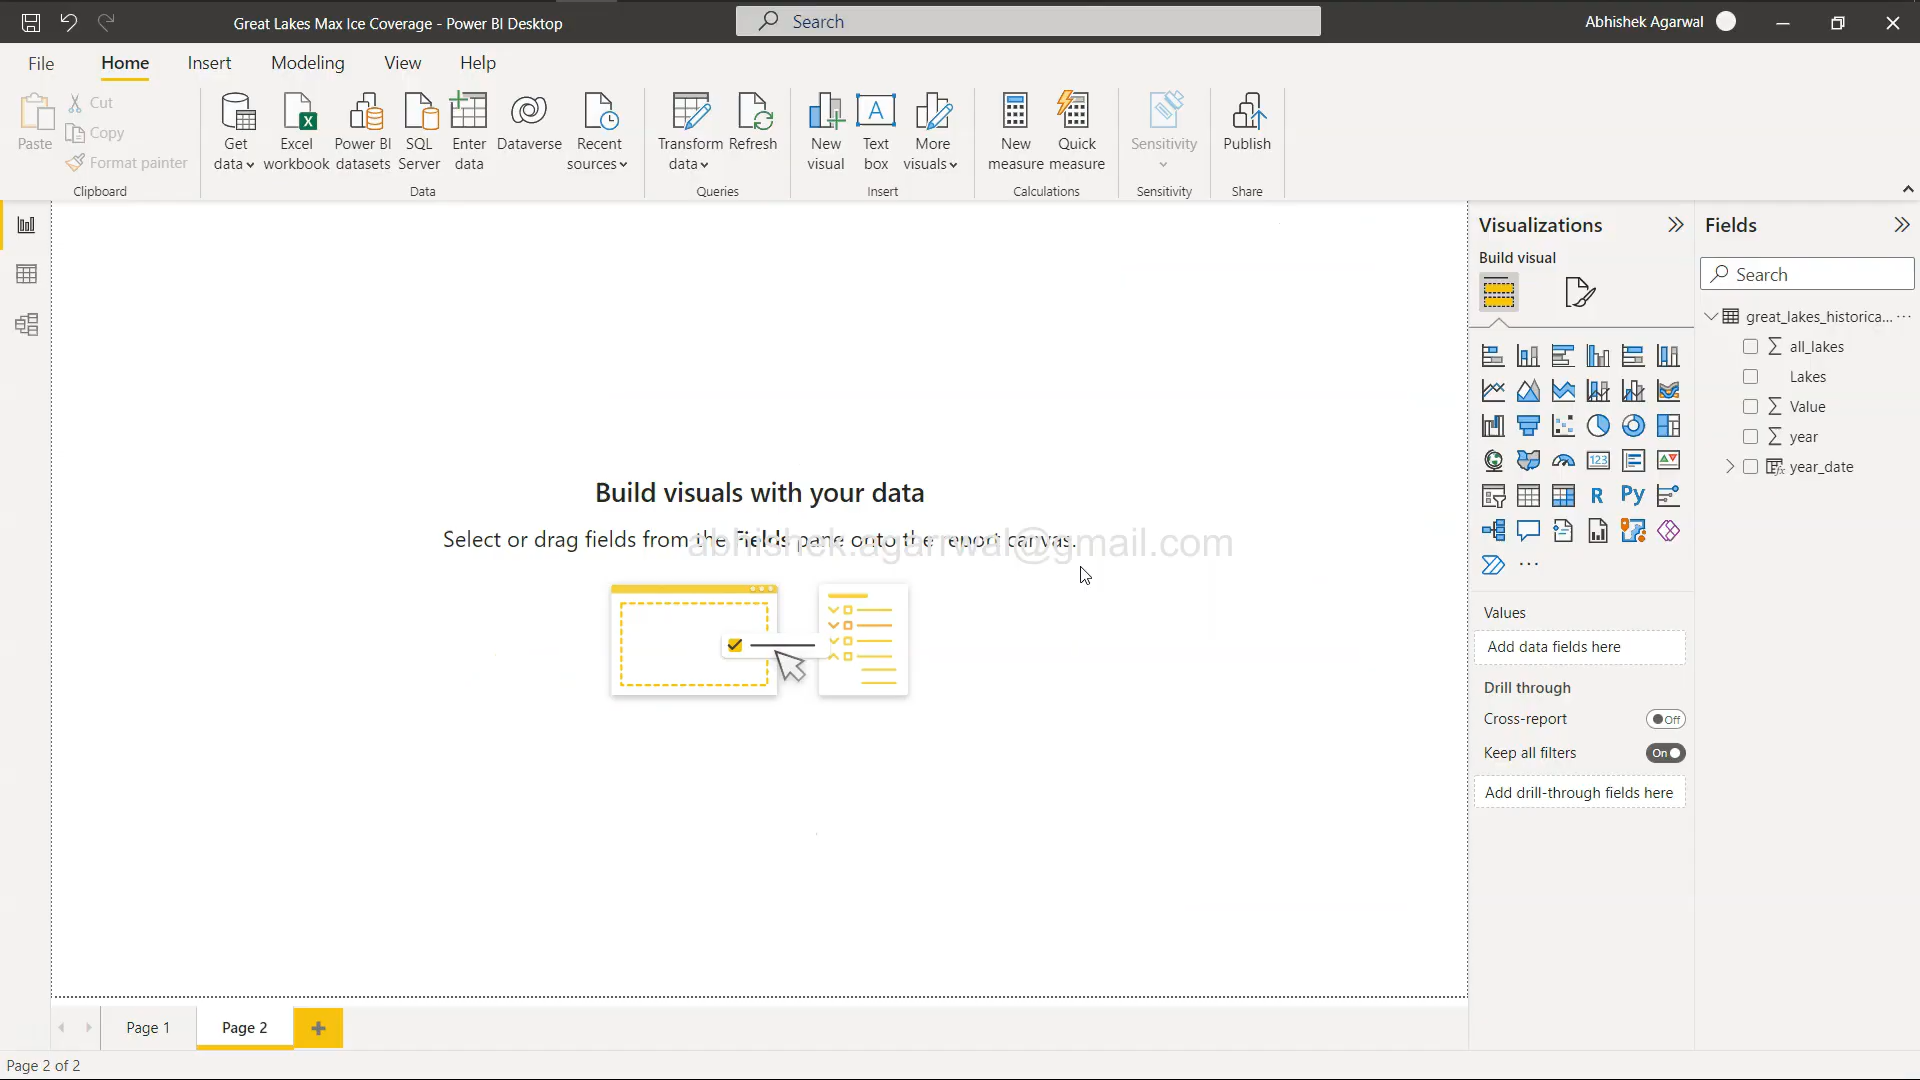 Great Lakes Max Ice Coverage - Power BI Desktop
Search
Abhishek Agarwal
File
Home
Insert
Modeling
View
Help
Paste
Cut
Copy
Format painter
Clipboard
Get data
Excel workbook
Power BI datasets
SQL Server
Enter data
Dataverse
Recent sources
Data
Transform data
Refresh
Queries
New visual
Text box
More visuals
Insert
New measure
Quick measure
Calculations
Sensitivity
Sensitivity
Publish
Share
Build visuals with your data
Select or drag fields from the Fields pane onto the report canvas.
abhishek.agarrwal@gmail.com
Visualizations
Build visual
123
R
Py
Values
Add data fields here
Drill through
Cross-report
Off
Keep all filters
On
Add drill-through fields here
Fields
Search
great_lakes_historica...
all_lakes
Lakes
Value
year
year_date
Page 1
Page 2
Page 2 of 2